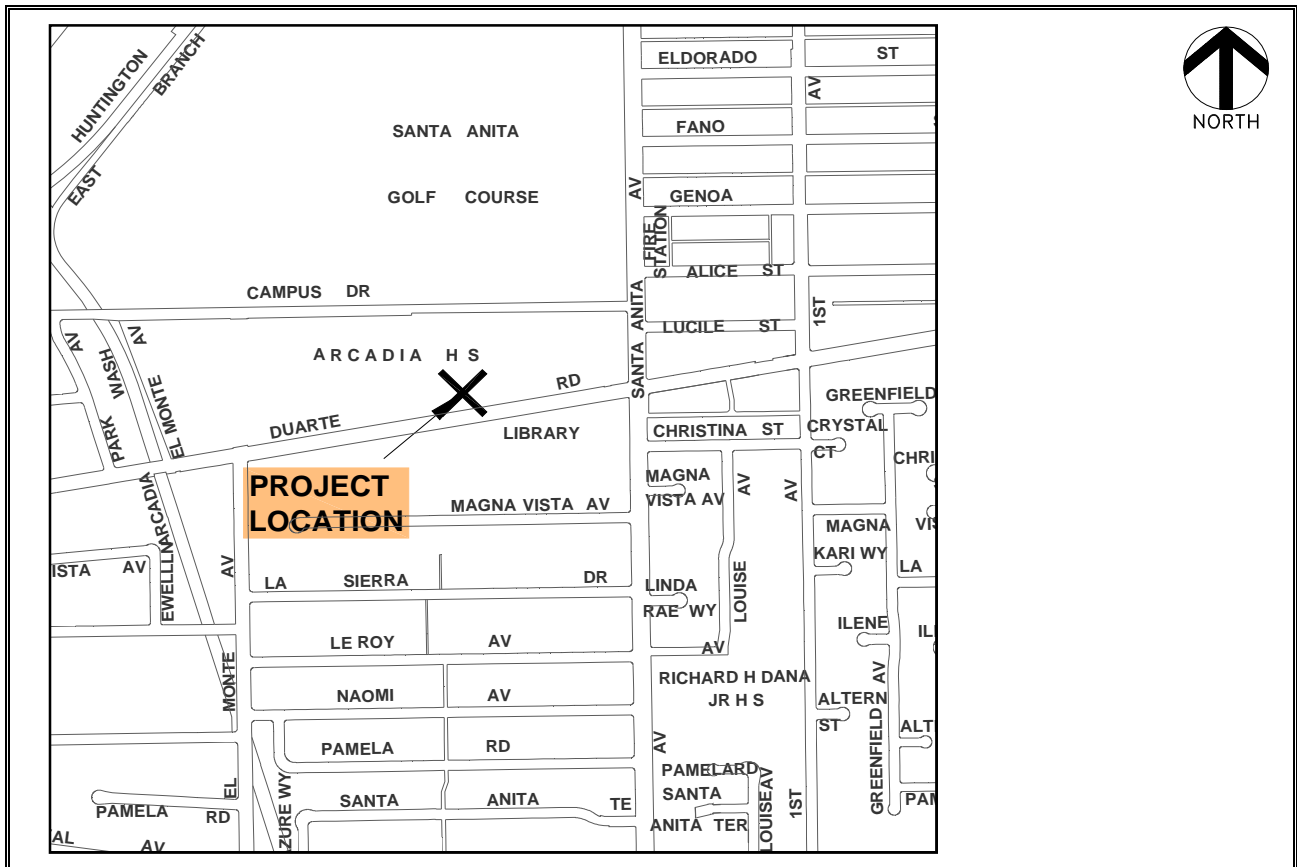 HUNTINGTON
EAST BRANCH
ELDORADO ST
AV
SANTA ANITA
FANO
GOLF COURSE
AV
GENOA
FIRE
STATION
ALICE ST
CAMPUS DR
1ST
SANTA ANITA
LUCILE ST
AV
AV
WASH
ARCADIA HS
EL MONTE
RD
GREENFIELD
DUARTE
PARK
LIBRARY
CHRISTINA ST
CRYSTAL
CT
CHRI
MAGNA
VISTA AV
AV
AV
PROJECT
LOCATION
MAGNA VISTA AV
ARCADIA
MAGNA VIS
KARI WY
ISTA AV
EWELLLN
AV
LA SIERRA DR
LINDA
RAE WY
LOUISE
LA
ILENE
ILI
LE ROY AV
AV
RICHARD H DANA
JR H S
AV
MONTE
NAOMI AV
ALTERN
ST
ALT
GREENFIELD
PAMELA RD
AV
PAMELA RD
SANTA
ANITA TER
LOUISE AV
1ST
PAM
EL
PAMELA RD
SANTA ANITA TE
ZURE WY
AL AV
NORTH